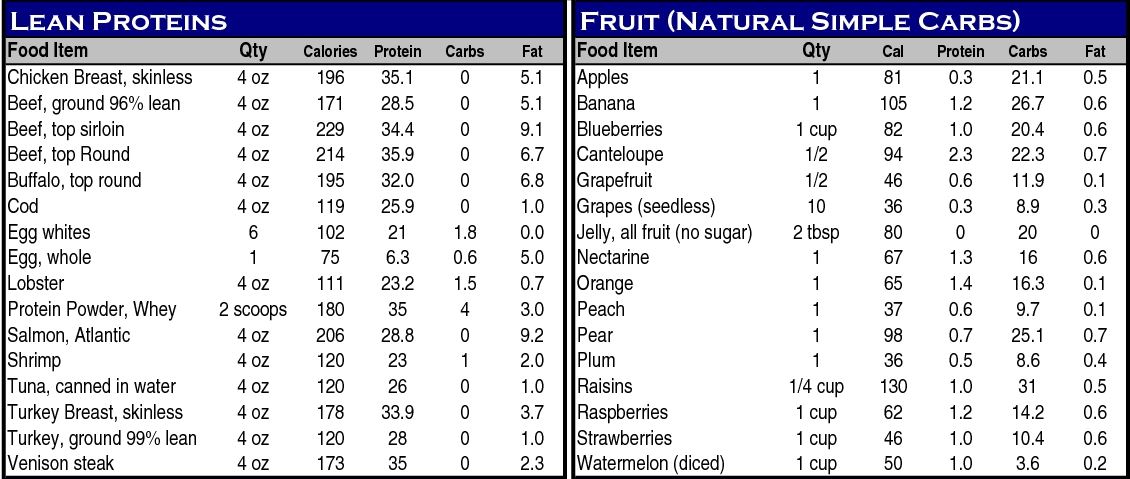 LEAN PROTEINS
Food Item Qty Calories Protein Carbs Fat
Chicken Breast, skinless 4 oz 196 35.1 0 5.1
Beef, ground 96% lean 4 oz 171 28.5 0 5.1
Beef, top sirloin 4 oz 229 34.4 0 9.1
Beef, top Round 4 oz 214 35.9 0 6.7
Buffalo, top round 4 oz 195 32.0 0 6.8
Cod 4 oz 119 25.9 0 1.0
Egg whites 6 102 21 1.8 0.0
Egg, whole 1 75 6.3 0.6 5.0
Lobster 4 oz 111 23.2 1.5 0.7
Protein Powder, Whey 2 scoops 180 35 4 3.0
Salmon, Atlantic 4 oz 206 28.8 0 9.2
Shrimp 4 oz 120 23 1 2.0
Tuna, canned in water 4 oz 120 26 0 1.0
Turkey Breast, skinless 4 oz 178 33.9 0 3.7
Turkey, ground 99% lean 4 oz 120 28 0 1.0
Venison steak 4 oz 173 35 0 2.3
FRUIT (NATURAL SIMPLE CARBS)
Food Item Qty Cal Protein Carbs Fat
Apples 1 81 0.3 21.1 0.5
Banana 1 105 1.2 26.7 0.6
Blueberries 1 cup 82 1.0 20.4 0.6
Canteloupe 1/2 94 2.3 22.3 0.7
Grapefruit 1/2 46 0.6 11.9 0.1
Grapes (seedless) 10 36 0.3 8.9 0.3
Jelly, all fruit (no sugar) 2 tbsp 80 0 20 0
Nectarine 1 67 1.3 16 0.6
Orange 1 65 1.4 16.3 0.1
Peach 1 37 0.6 9.7 0.1
Pear 1 98 0.7 25.1 0.7
Plum 1 36 0.5 8.6 0.4
Raisins 1/4 cup 130 1.0 31 0.5
Raspberries 1 cup 62 1.2 14.2 0.6
Strawberries 1 cup 46 1.0 10.4 0.6
Watermelon (diced) 1 cup 50 1.0 3.6 0.2